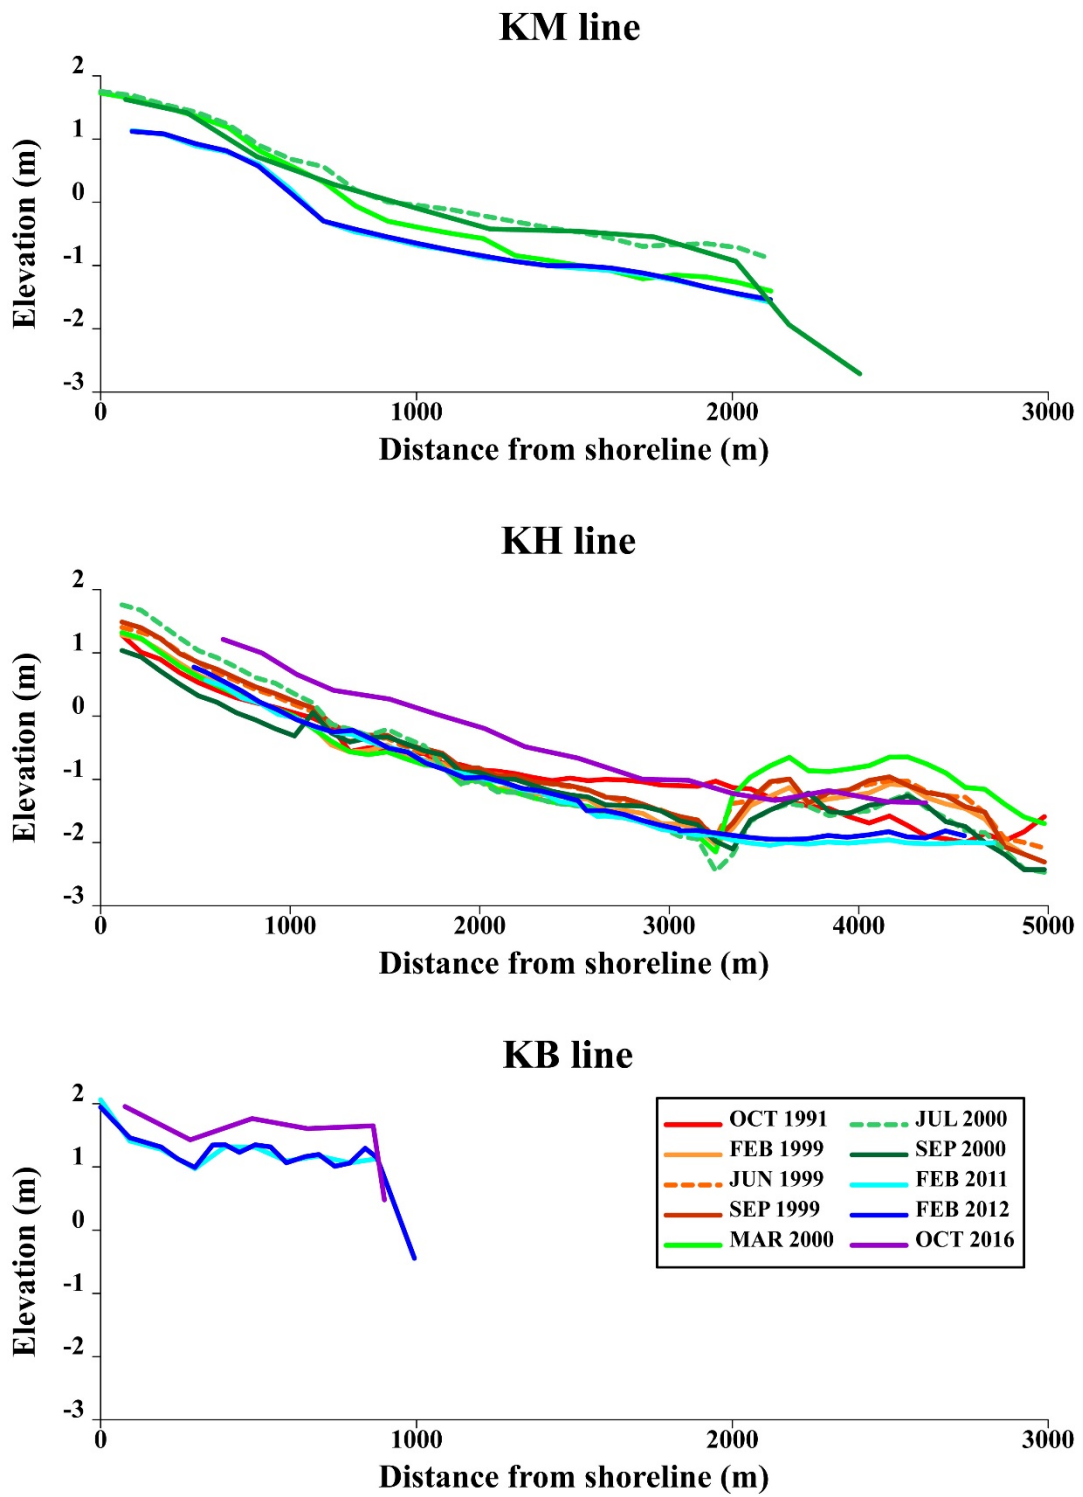 KM line
Elevation (m)
2
1
0
-1
-2
-3
0 1000 2000 3000
Distance from shoreline (m)
KH line
Elevation (m)
2
1
0
-1
-2
-3
0 1000 2000 3000 4000 5000
Distance from shoreline (m)
KB line
Elevation (m)
2
1
0
-1
-2
-3
0 1000 2000 3000
Distance from shoreline (m)
OCT 1991 JUL 2000
FEB 1999 SEP 2000
JUN 1999 FEB 2011
SEP 1999 FEB 2012
MAR 2000 OCT 2016